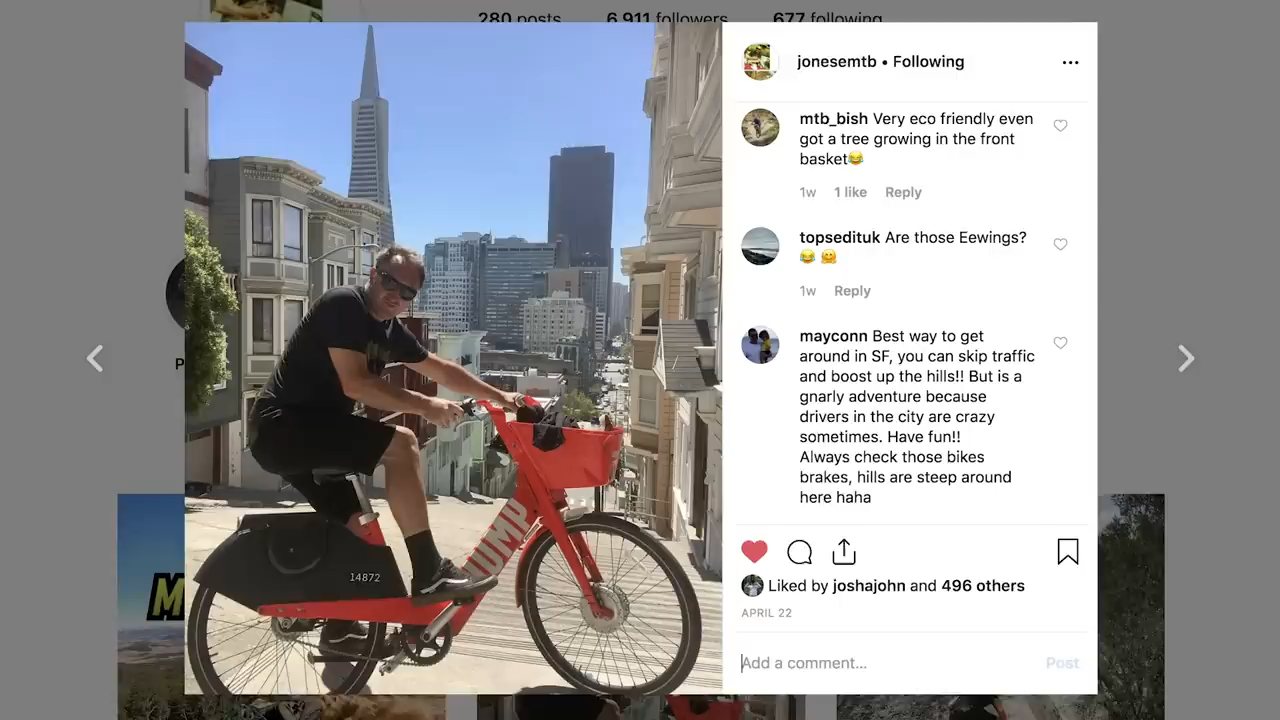 280 posts 6,911 followers 677 following
jonesemtb • Following
mtb_bish Very eco friendly even
got a tree growing in the front
basket😂
1w 1 like Reply
topsedituk Are those Eewings?
😂 🤗
1w Reply
mayconn Best way to get
around in SF, you can skip traffic
and boost up the hills!! But is a
gnarly adventure because
drivers in the city are crazy
sometimes. Have fun!!
Always check those bikes
brakes, hills are steep around
here haha
Liked by joshajohn and 496 others
APRIL 22
Add a comment... Post
P
M
JUMP
14872